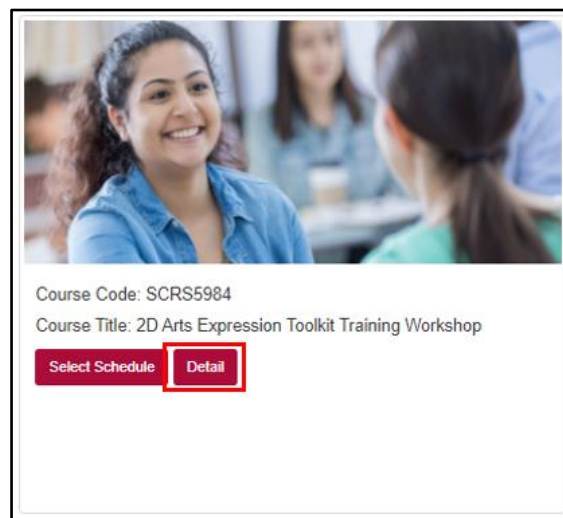 Course Code: SCRS5984
Course Title: 2D Arts Expression Toolkit Training Workshop
Select Schedule Detail